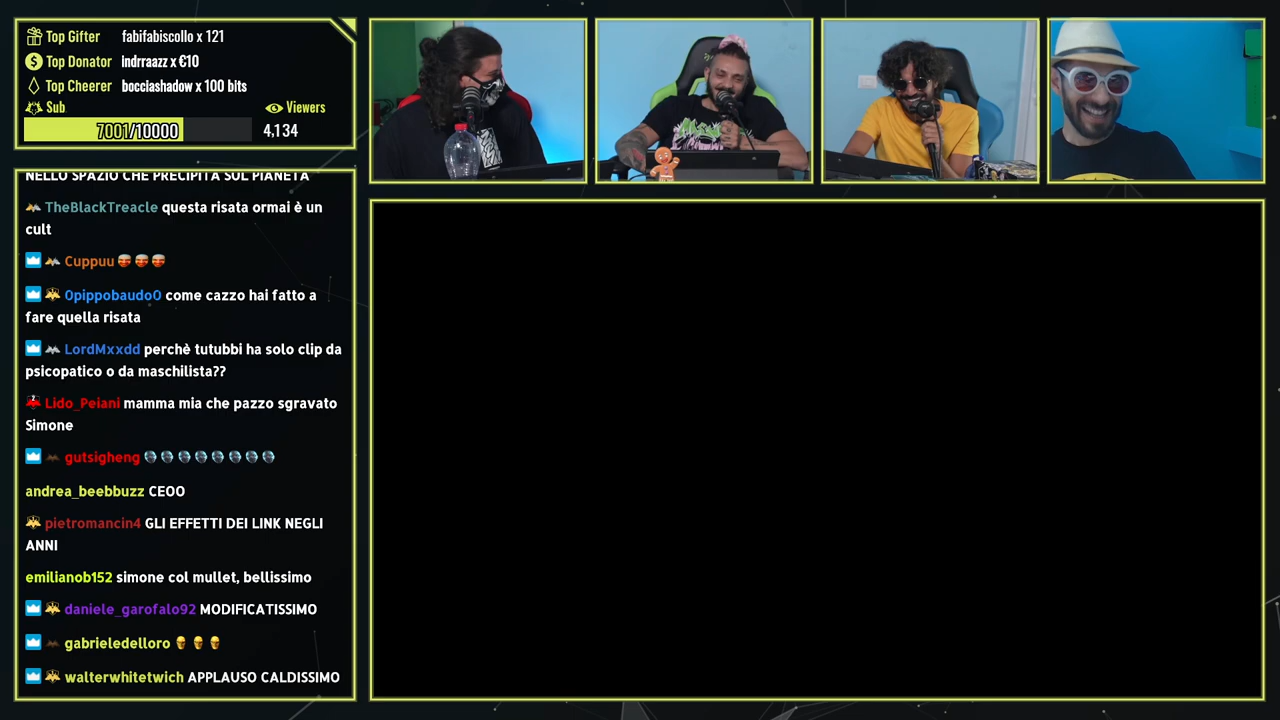 Top Gifter fabifabiscollo x 121
Top Donator indrraazz x €10
Top Cheerer bocciashadow x 100 bits
Sub Viewers
7001/10000 4,134
NELLO SPAZIO CHE PRECIPITA SUL PIANETA
TheBlackTreacle questa risata ormai è un
cult
Cuppuu
0pippobaudo0 come cazzo hai fatto a
fare quella risata
LordMxxdd perchè tutubbi ha solo clip da
psicopatico o da maschilista??
Lido_Peiani mamma mia che pazzo sgravato
Simone
gutsigheng
andrea_beebbuzz CEOO
pietromancin4 GLI EFFETTI DEI LINK NEGLI
ANNI
emilianob152 simone col mullet, bellissimo
daniele_garofalo92 MODIFICATISSIMO
gabrieledelloro
walterwhitetwich APPLAUSO CALDISSIMO